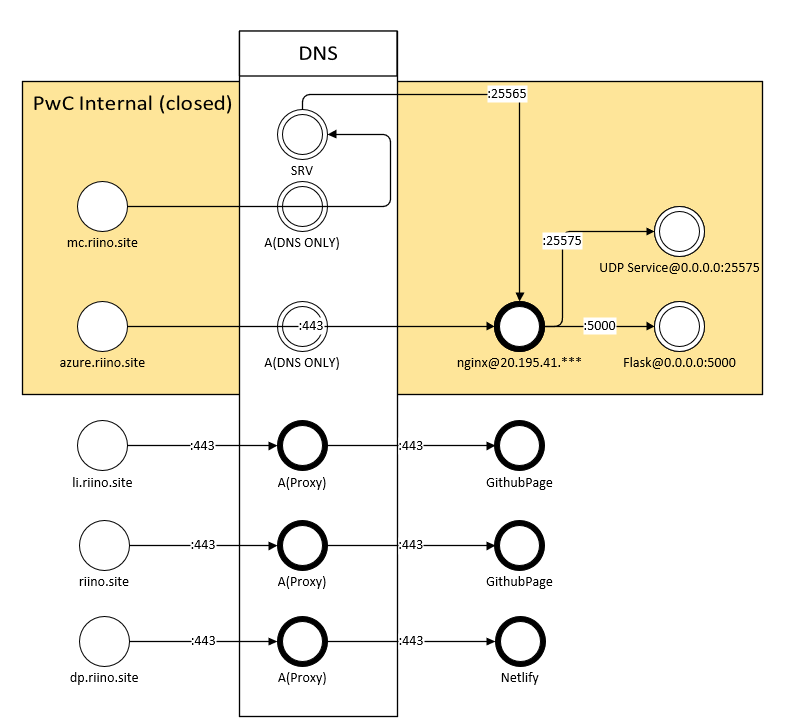 DNS
PwC Internal (closed)
:25565
SRV
mc.riino.site
A(DNS ONLY)
:25575
UDP Service@0.0.0.0:25575
:443
:5000
azure.riino.site
A(DNS ONLY)
nginx@20.195.41.***
Flask@0.0.0.0:5000
:443
:443
li.riino.site
A(Proxy)
GithubPage
:443
:443
riino.site
A(Proxy)
GithubPage
:443
:443
dp.riino.site
A(Proxy)
Netlify